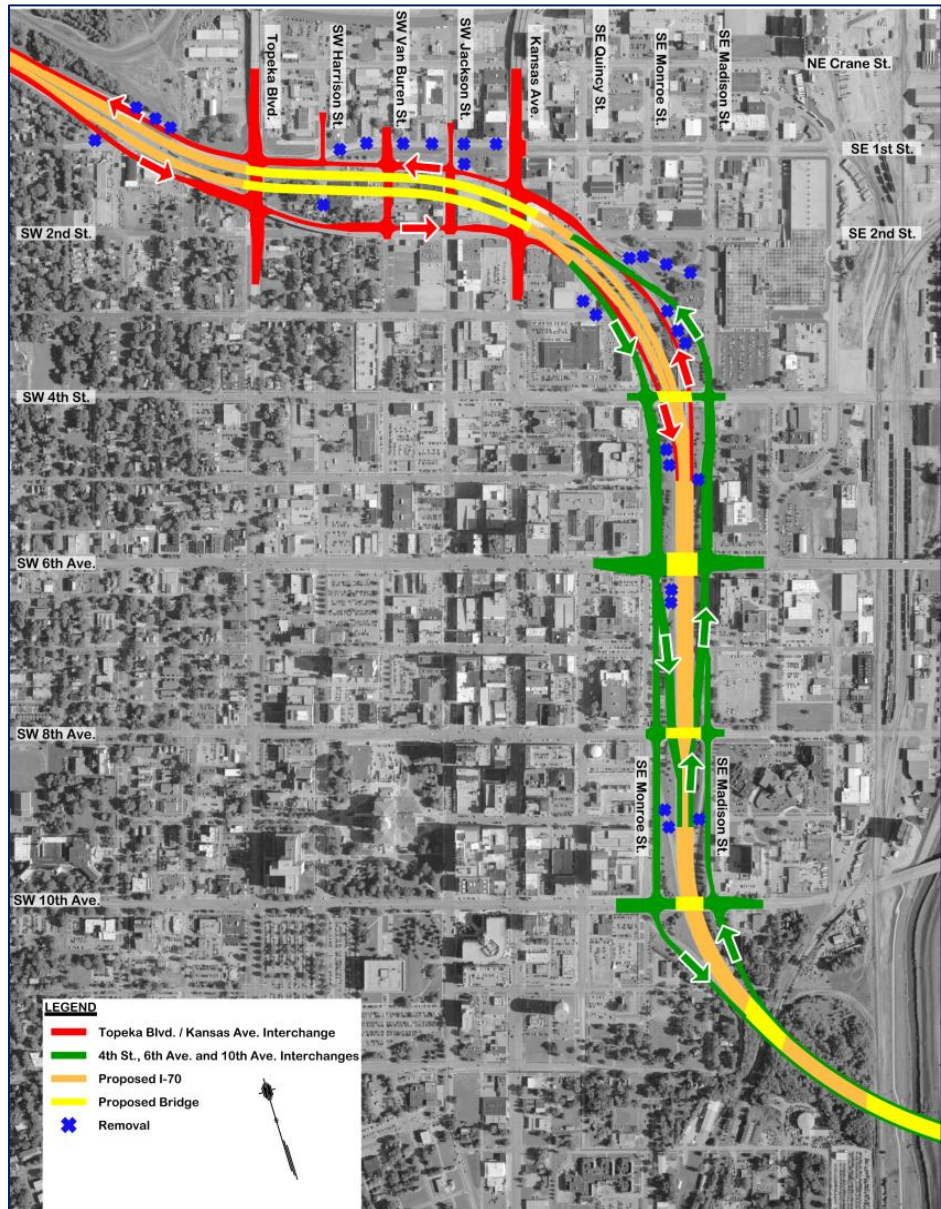 Topeka Blvd.
SW Harrison St.
SW Van Buren St.
SW Jackson St.
Kansas Ave.
SE Quincy St.
SE Monroe St.
SE Madison St.
NE Crane St.
SE 1st St.
SW 2nd St.
SE 2nd St.
SW 4th St.
SW 6th Ave.
SW 8th Ave.
SE Monroe St.
SE Madison St.
SW 10th Ave.
LEGEND
Topeka Blvd. / Kansas Ave. Interchange
4th St., 6th Ave. and 10th Ave. Interchanges
Proposed I-70
Proposed Bridge
Removal